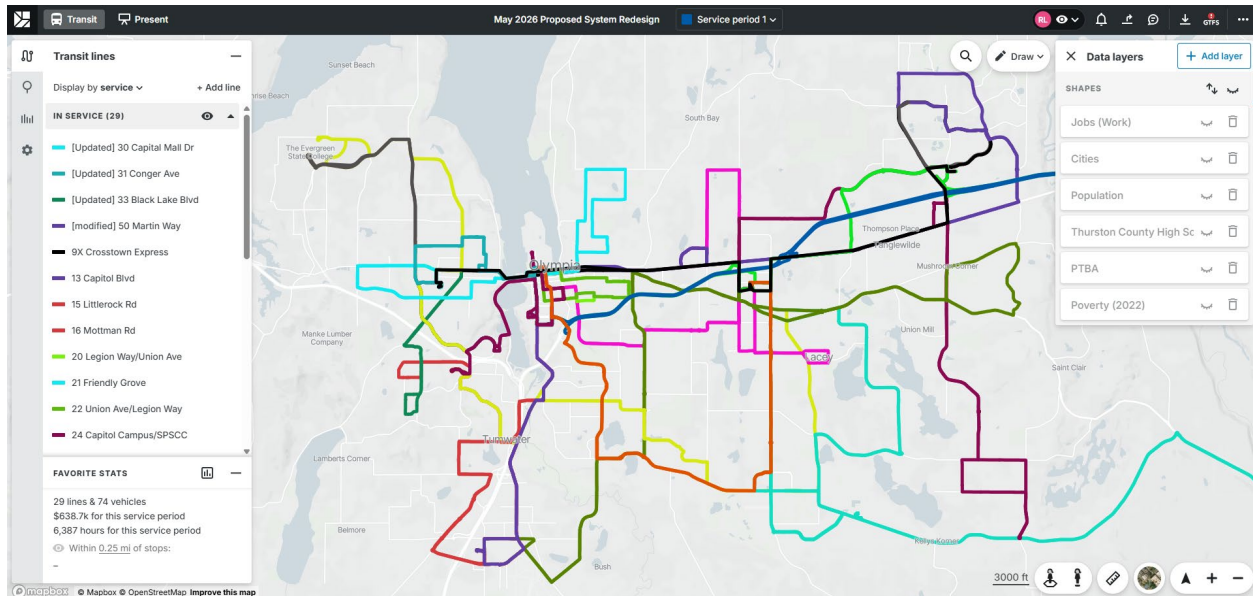 Transit
Present
May 2026 Proposed System Redesign
Service period 1
RL
GTFS
Transit lines
Display by service
+ Add line
IN SERVICE (29)
[Updated] 30 Capital Mall Dr
[Updated] 31 Conger Ave
[Updated] 33 Black Lake Blvd
[modified] 50 Martin Way
9X Crosstown Express
13 Capitol Blvd
15 Littlerock Rd
16 Mottman Rd
20 Legion Way/Union Ave
21 Friendly Grove
22 Union Ave/Legion Way
24 Capitol Campus/SPSCC
FAVORITE STATS
29 lines & 74 vehicles
$638.7k for this service period
6,387 hours for this service period
Within 0.25 mi of stops:
–
mapbox
© Mapbox © OpenStreetMap Improve this map
Sunset Beach
rise Beach
The Evergreen
State College
South Bay
Olympia
Thompson Place
Tanglewilde
Manke Lumber
Company
Union Mill
Lacey
Saint Clair
Tumwater
Lamberts Corner
Belmore
Bush
Kellys Korner
Draw
Data layers
+ Add layer
SHAPES
Jobs (Work)
Cities
Population
Thurston County High Sc
PTBA
Poverty (2022)
3000 ft